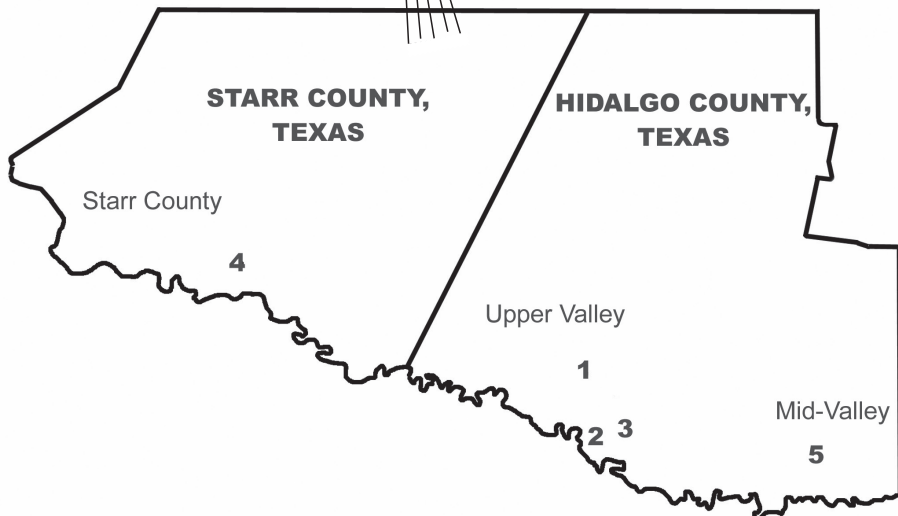 STARR COUNTY,
TEXAS
HIDALGO COUNTY,
TEXAS
Starr County
4
Upper Valley
1
Mid-Valley
2
3
5